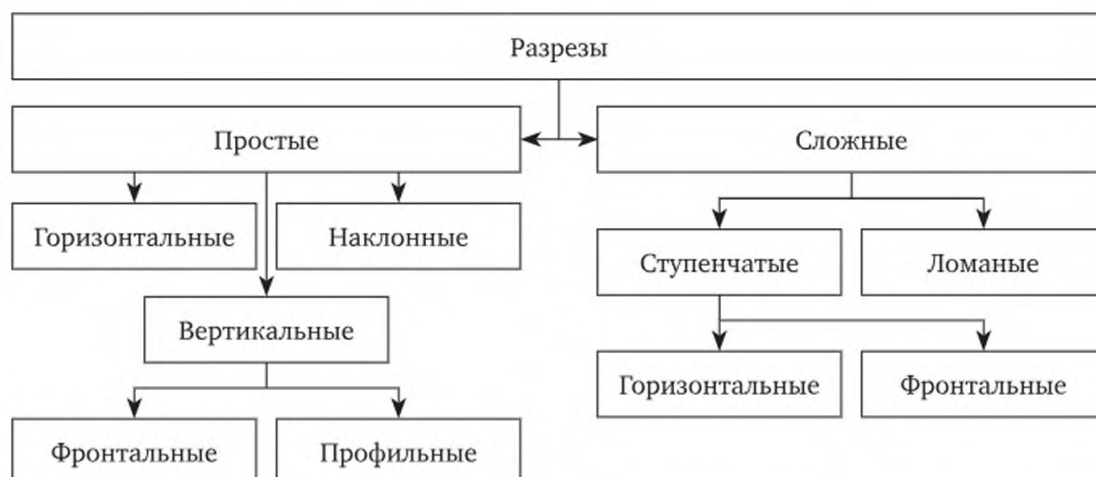 Разрезы
Простые
Сложные
Горизонтальные
Наклонные
Ступенчатые
Ломаные
Вертикальные
Горизонтальные
Фронтальные
Фронтальные
Профильные